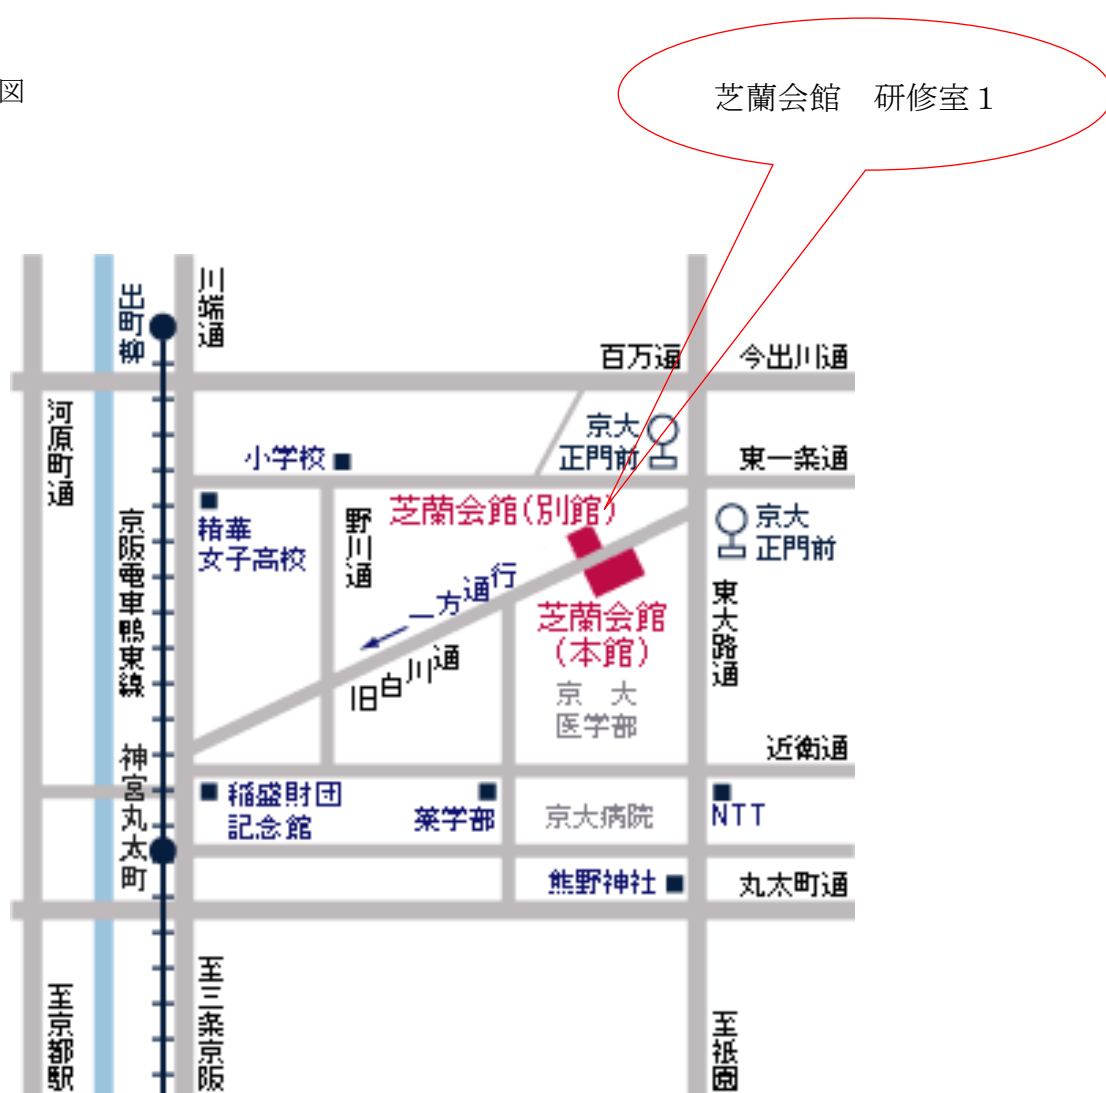 図
芝蘭会館　研修室１
出町柳
川端通
百万遍
今出川通
河原町通
小学校
京大
正門前
東一条通
芝蘭会館(別館)
精華
女子高校
野川通
京大
正門前
京阪電車鴨東線
一方通行
芝蘭会館
(本館)
東大路通
旧白川通
京 大
医学部
神宮丸太町
近衛通
稲盛財団
記念館
薬学部
京大病院
NTT
熊野神社
丸太町通
至京都駅
至三条京阪
至祇園